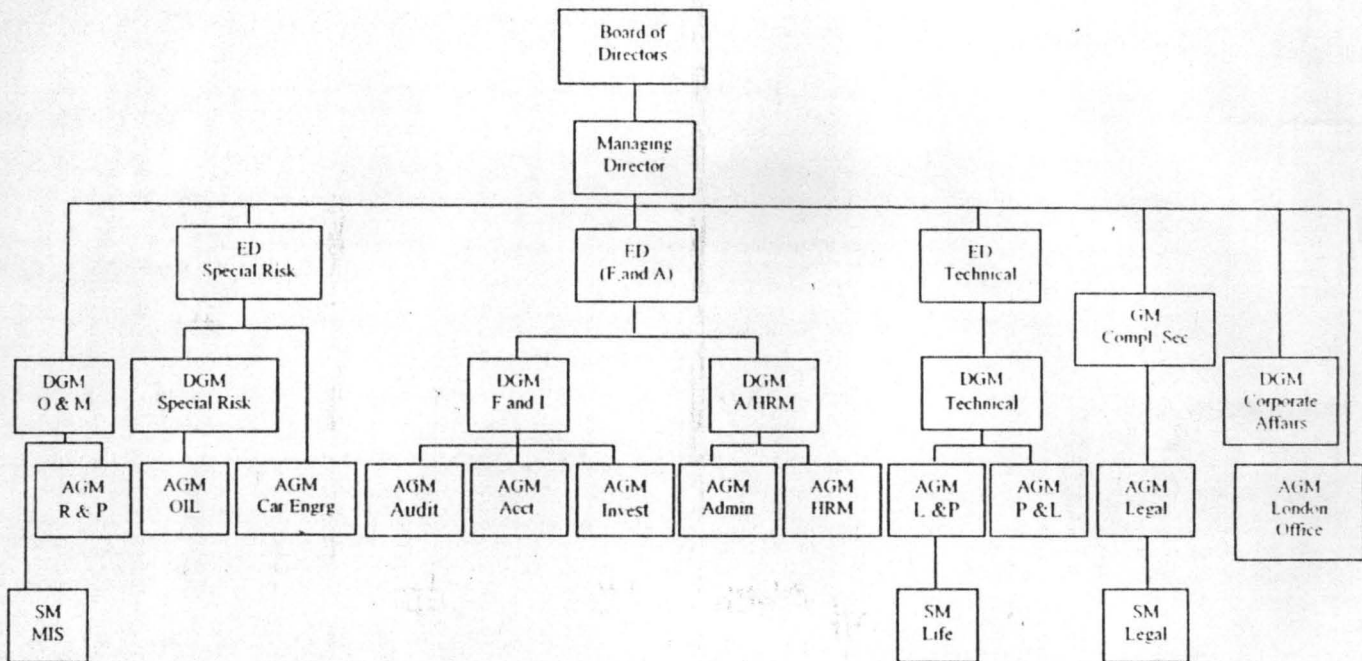 Board of
Directors
Managing
Director
ED
Special Risk
ED
(F and A)
ED
Technical
GM
Compl Sec
DGM
O & M
DGM
Special Risk
DGM
F and I
DGM
A HRM
DGM
Technical
DGM
Corporate
Affairs
AGM
R & P
AGM
OIL
AGM
Car Engrg
AGM
Audit
AGM
Acct
AGM
Invest
AGM
Admin
AGM
HRM
AGM
L &P
AGM
P & L
AGM
Legal
AGM
London
Office
SM
MIS
SM
Life
SM
Legal